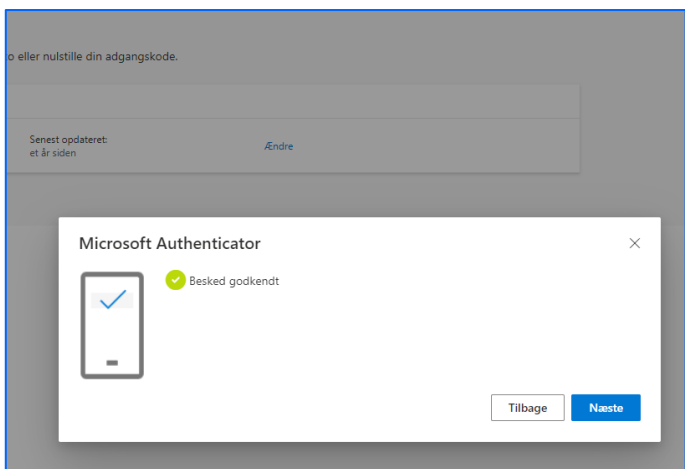 eller nulstille din adgangskode.
Senest opdateret:
et år siden
Ændre
Microsoft Authenticator
Besked godkendt
Tilbage
Næste